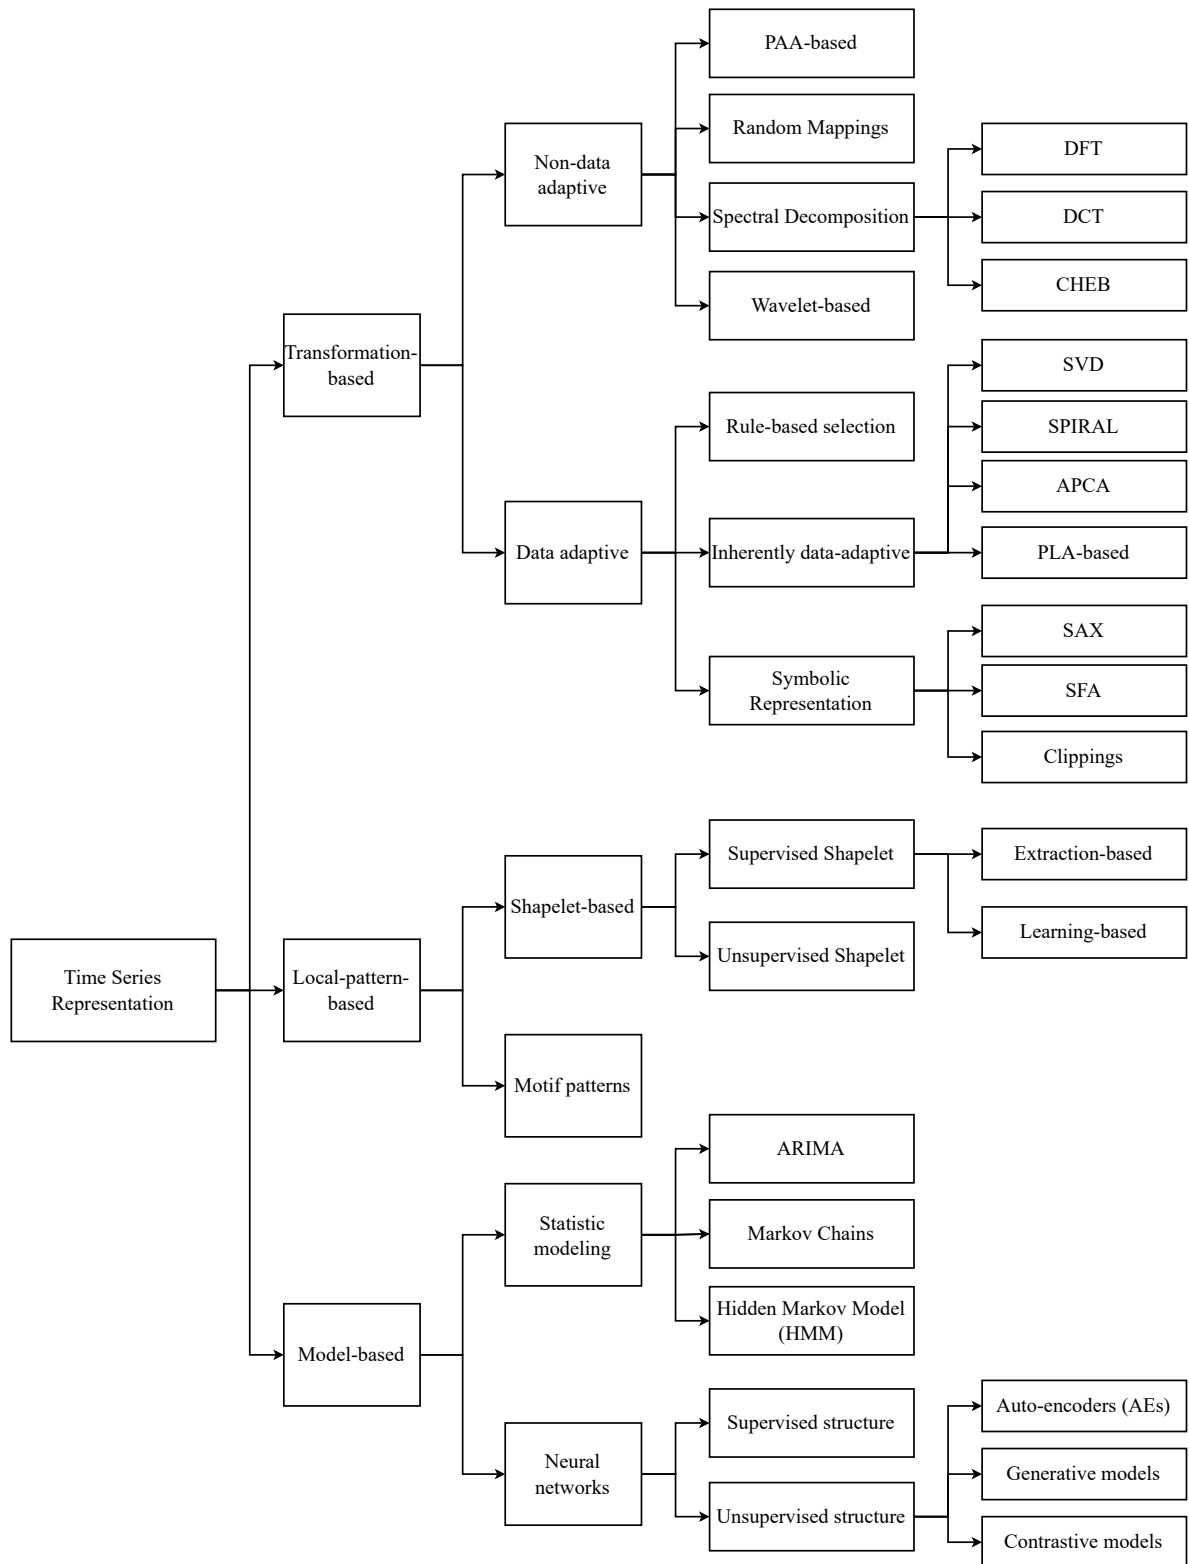 PAA-based
Random Mappings
Non-data
adaptive
DFT
Spectral Decomposition
DCT
CHEB
Wavelet-based
Transformation-
based
SVD
Rule-based selection
SPIRAL
APCA
Data adaptive
Inherently data-adaptive
PLA-based
SAX
Symbolic
Representation
SFA
Clippings
Supervised Shapelet
Extraction-based
Shapelet-based
Learning-based
Unsupervised Shapelet
Time Series
Representation
Local-pattern-
based
Motif patterns
ARIMA
Statistic
modeling
Markov Chains
Hidden Markov Model
(HMM)
Model-based
Auto-encoders (AEs)
Supervised structure
Neural
networks
Generative models
Unsupervised structure
Contrastive models